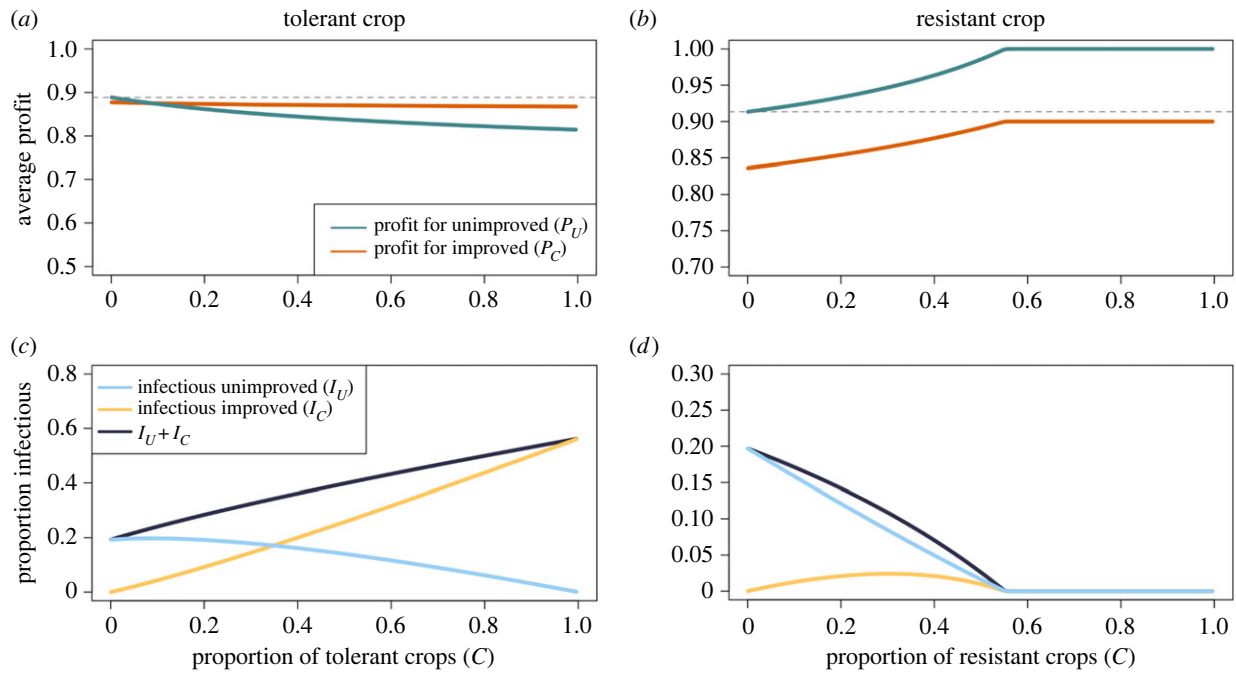 (a) tolerant crop
1.0
0.9
0.8
0.7
0.6
0.5
average profit
profit for unimproved (P_U)
profit for improved (P_C)
0 0.2 0.4 0.6 0.8 1.0
(b) resistant crop
1.00
0.95
0.90
0.85
0.80
0.75
0.70
0 0.2 0.4 0.6 0.8 1.0
(c)
0.8
0.6
0.4
0.2
0
proportion infectious
infectious unimproved (I_U)
infectious improved (I_C)
I_U + I_C
0 0.2 0.4 0.6 0.8 1.0
proportion of tolerant crops (C)
(d)
0.30
0.25
0.20
0.15
0.10
0.05
0
0 0.2 0.4 0.6 0.8 1.0
proportion of resistant crops (C)